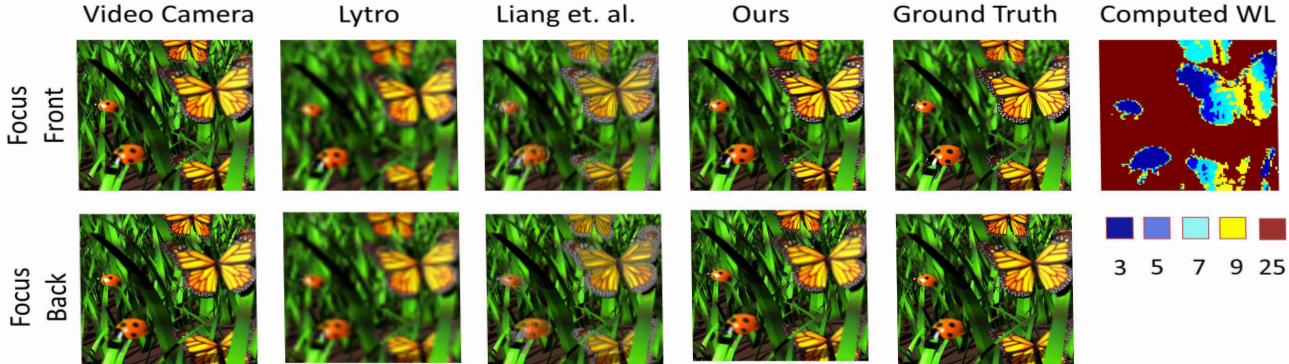 Video Camera Lytro Liang et. al. Ours Ground Truth Computed WL
Focus
Front
Focus
Back
3 5 7 9 25